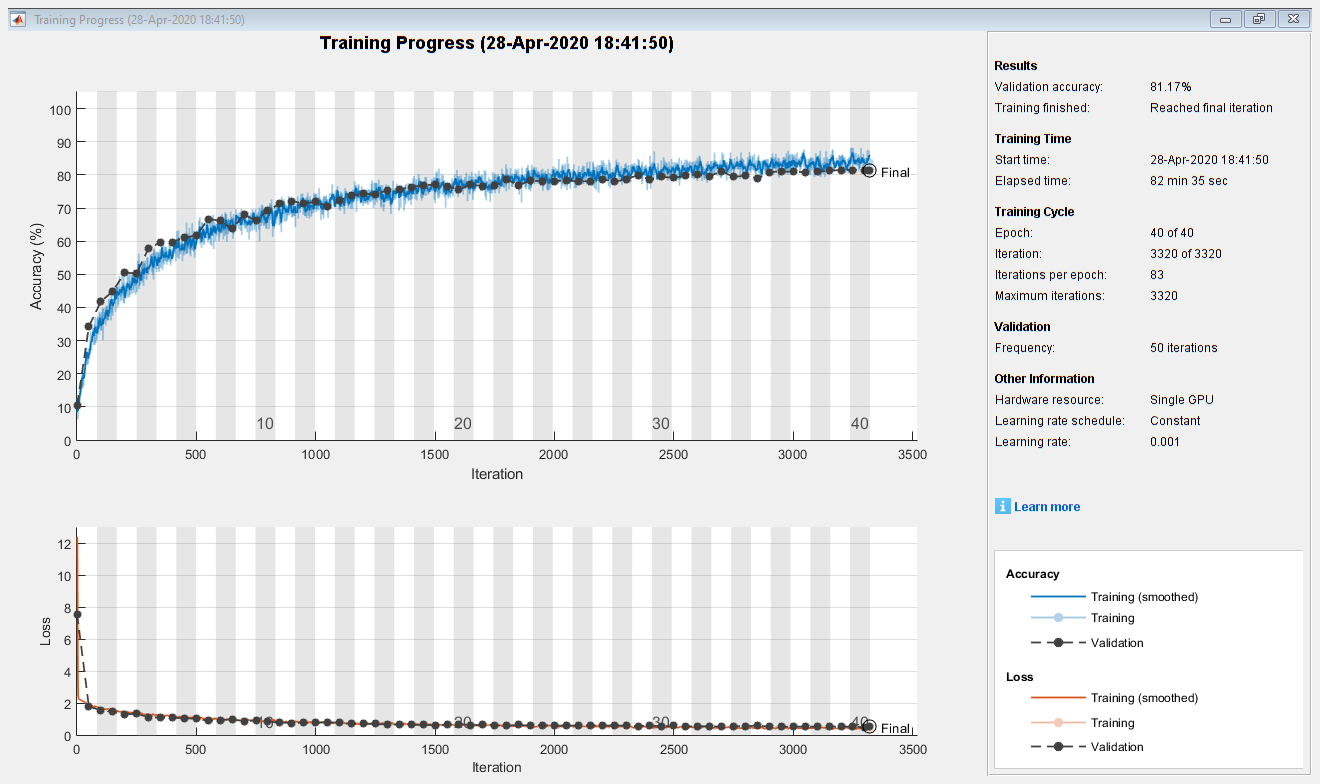 Training Progress (28-Apr-2020 18:41:50)
Training Progress (28-Apr-2020 18:41:50)
100
90
80
70
60
50
40
30
20
10
0
Accuracy (%)
Final
10 20 30 40
0 500 1000 1500 2000 2500 3000 3500
Iteration
12
10
8
6
4
2
0
Loss
10 20 30 40
Final
0 500 1000 1500 2000 2500 3000 3500
Iteration
Results
Validation accuracy: 81.17%
Training finished: Reached final iteration
Training Time
Start time: 28-Apr-2020 18:41:50
Elapsed time: 82 min 35 sec
Training Cycle
Epoch: 40 of 40
Iteration: 3320 of 3320
Iterations per epoch: 83
Maximum iterations: 3320
Validation
Frequency: 50 iterations
Other Information
Hardware resource: Single GPU
Learning rate schedule: Constant
Learning rate: 0.001
i Learn more
Accuracy
Training (smoothed)
Training
Validation
Loss
Training (smoothed)
Training
Validation